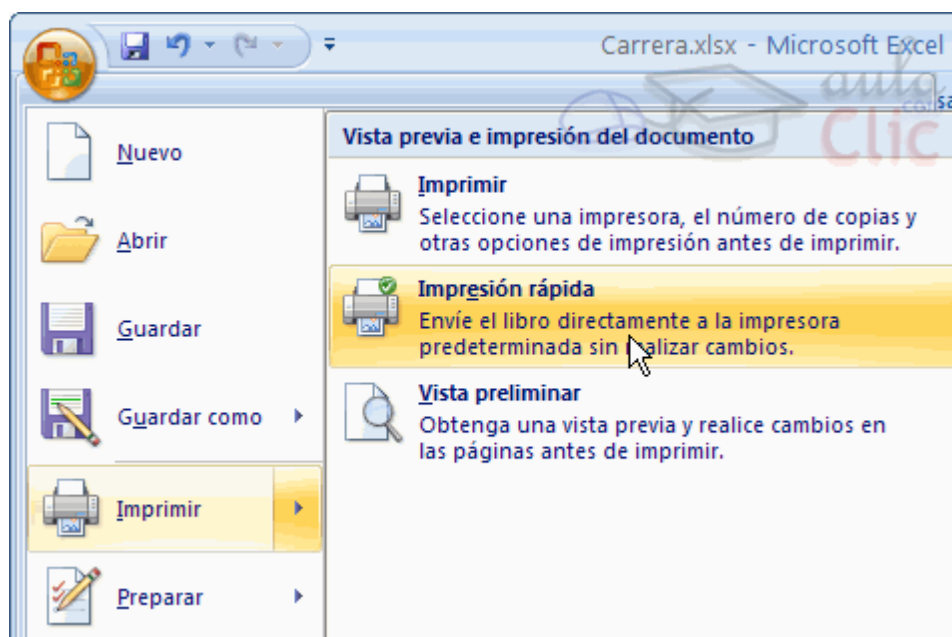 Carrera.xlsx - Microsoft Excel
aula
Clic
Nuevo
Abrir
Guardar
Guardar como
Imprimir
Preparar
Vista previa e impresión del documento
Imprimir
Seleccione una impresora, el número de copias y
otras opciones de impresión antes de imprimir.
Impresión rápida
Envíe el libro directamente a la impresora
predeterminada sin realizar cambios.
Vista preliminar
Obtenga una vista previa y realice cambios en
las páginas antes de imprimir.